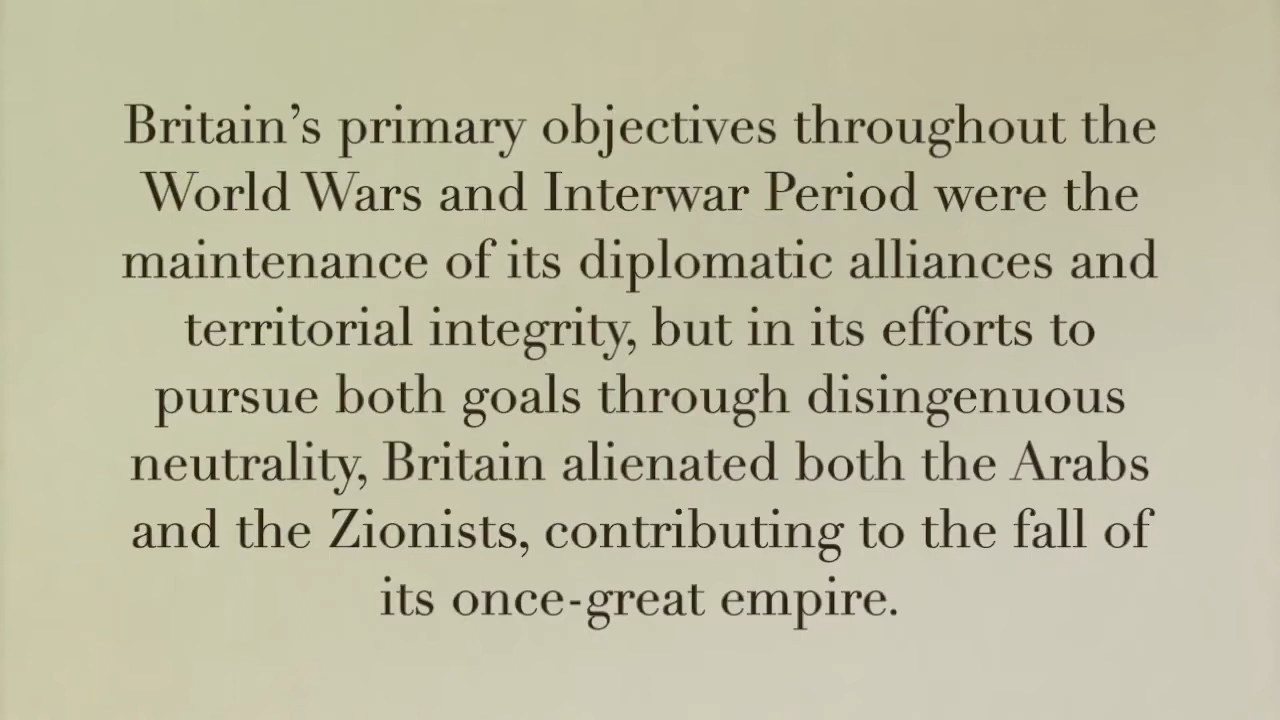 Britain’s primary objectives throughout the
World Wars and Interwar Period were the
maintenance of its diplomatic alliances and
territorial integrity, but in its efforts to
pursue both goals through disingenuous
neutrality, Britain alienated both the Arabs
and the Zionists, contributing to the fall of
its once-great empire.